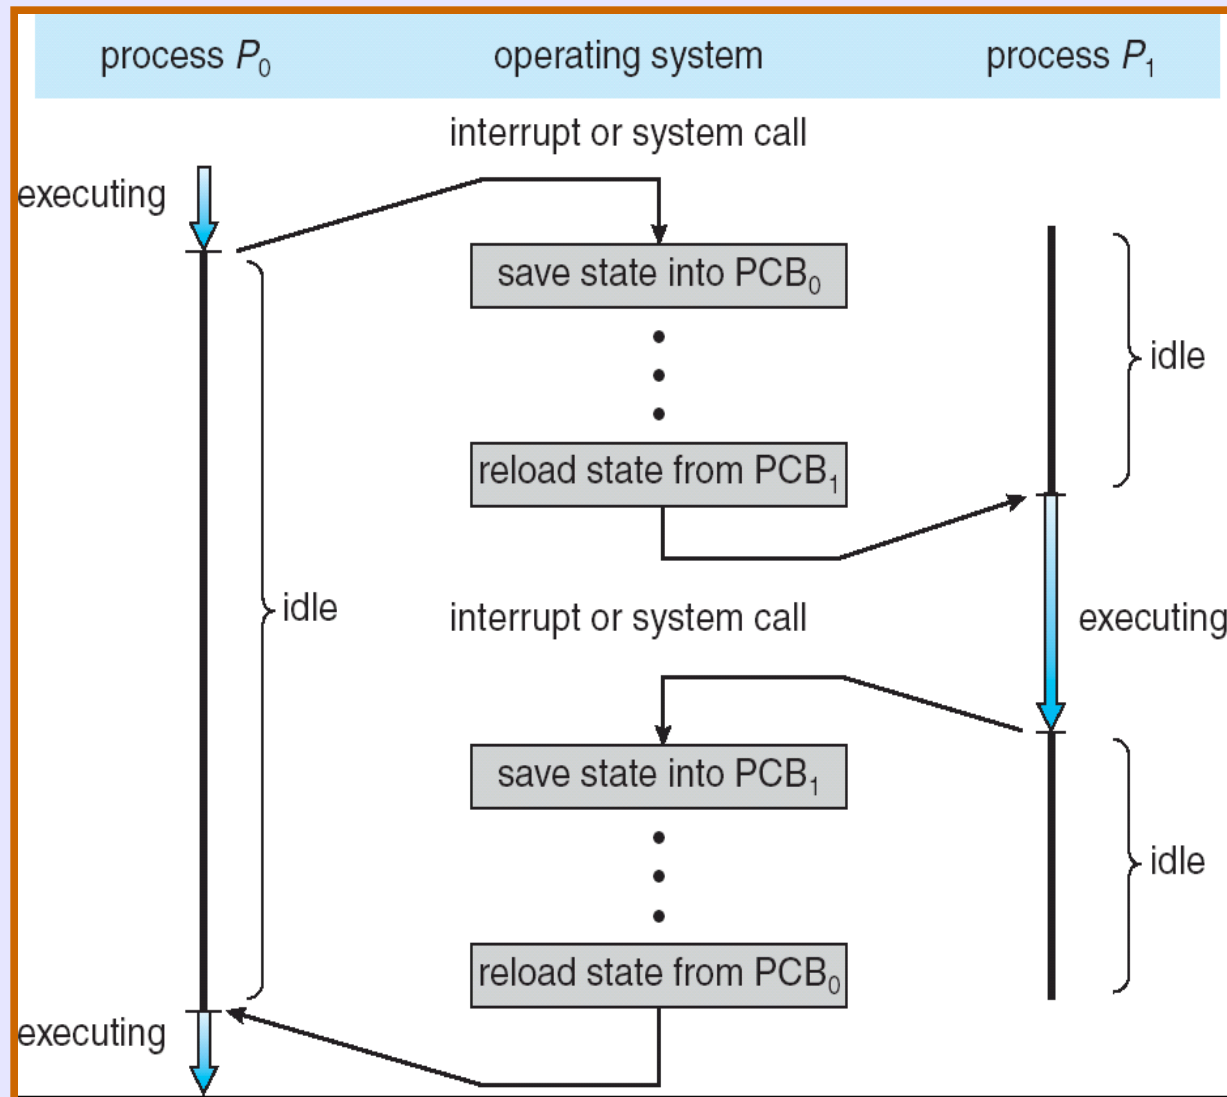 process P₀ operating system process P₁
interrupt or system call
executing
save state into PCB₀
idle
reload state from PCB₁
idle
interrupt or system call
executing
save state into PCB₁
idle
reload state from PCB₀
executing